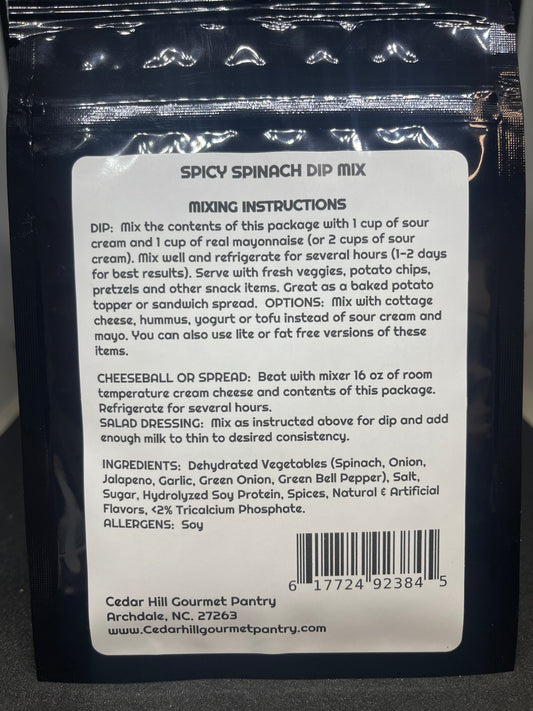 SPICY SPINACH DIP MIX
MIXING INSTRUCTIONS
DIP: Mix the contents of this package with 1 cup of sour
cream and 1 cup of real mayonnaise (or 2 cups of sour
cream). Mix well and refrigerate for several hours (1-2 days
for best results). Serve with fresh veggies, potato chips,
pretzels and other snack items. Great as a baked potato
topper or sandwich spread. OPTIONS: Mix with cottage
cheese, hummus, yogurt or tofu instead of sour cream and
mayo. You can also use lite or fat free versions of these
items.
CHEESEBALL OR SPREAD: Beat with mixer 16 oz of room
temperature cream cheese and contents of this package.
Refrigerate for several hours.
SALAD DRESSING: Mix as instructed above for dip and add
enough milk to thin to desired consistency.
INGREDIENTS: Dehydrated Vegetables (Spinach, Onion,
Jalapeno, Garlic, Green Onion, Green Bell Pepper), Salt,
Sugar, Hydrolyzed Soy Protein, Spices, Natural & Artificial
Flavors, <2% Tricalcium Phosphate.
ALLERGENS: Soy
6 17724 92384 5
Cedar Hill Gourmet Pantry
Archdale, NC. 27263
www.Cedarhillgourmetpantry.com